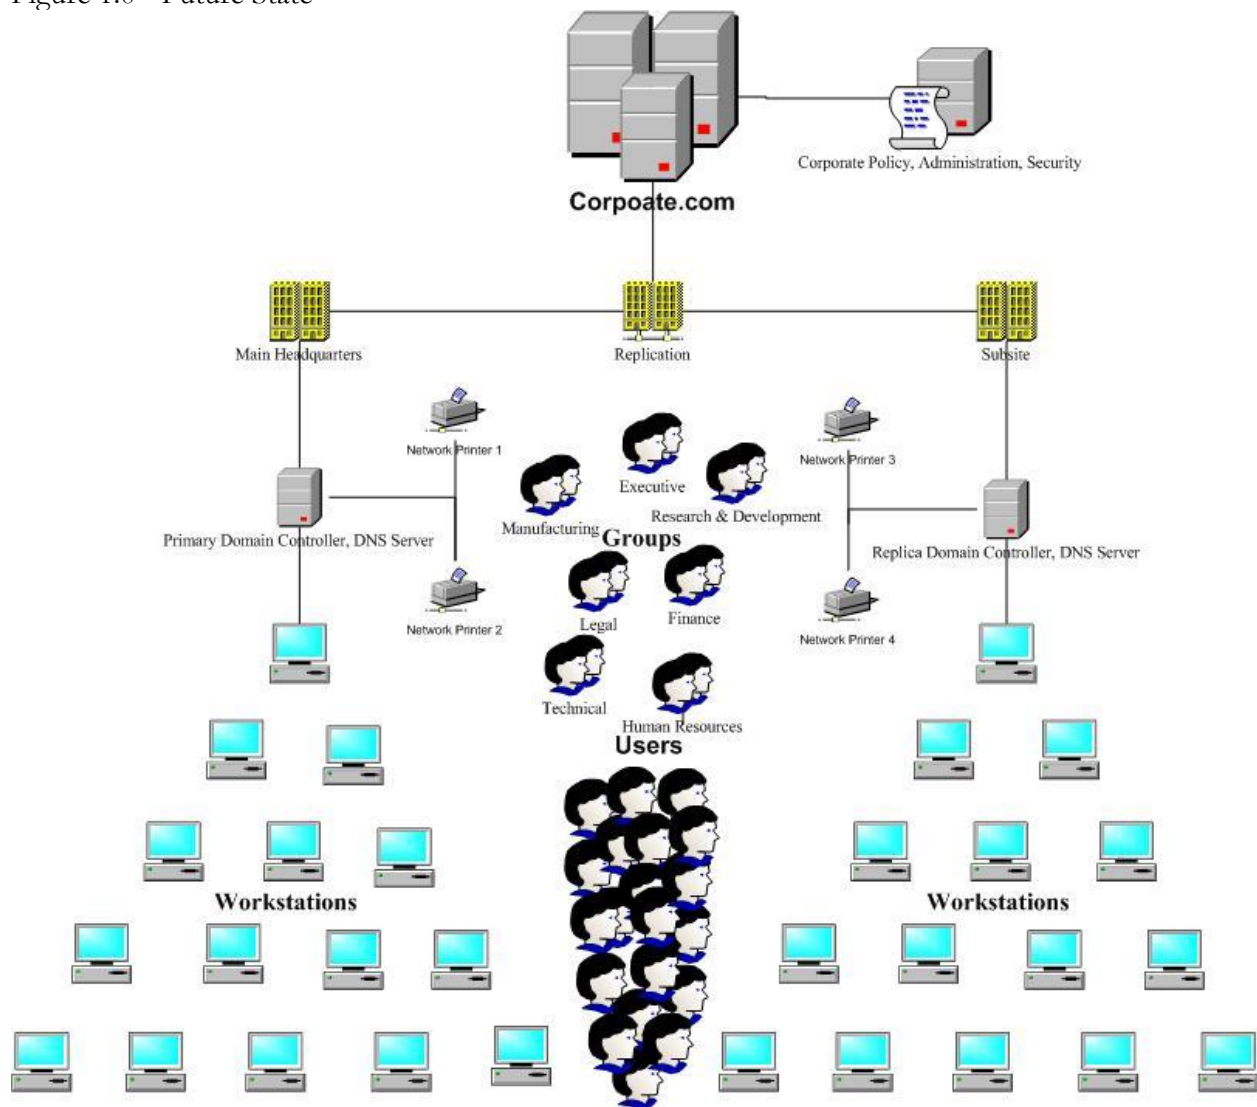 Figure 1.0 - Future State
Corporate Policy, Administration, Security
Corpoate.com
Main Headquarters
Replication
Subsite
Network Printer 1
Network Printer 3
Executive
Manufacturing
Research & Development
Groups
Primary Domain Controller, DNS Server
Replica Domain Controller, DNS Server
Network Printer 2
Legal
Finance
Network Printer 4
Technical
Human Resources
Users
Workstations
Workstations